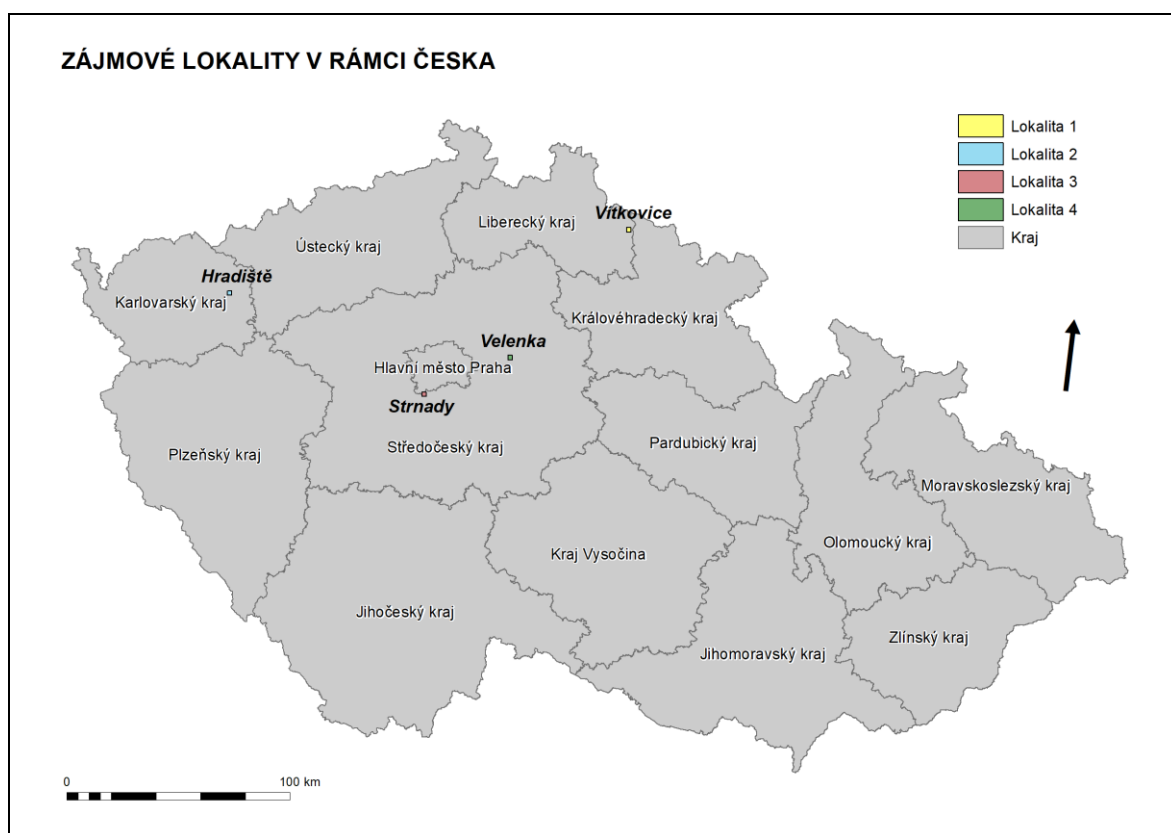 ZÁJMOVÉ LOKALITY V RÁMCI ČESKA
Lokalita 1
Lokalita 2
Lokalita 3
Lokalita 4
Kraj
Vítkovice
Liberecký kraj
Ústecký kraj
Hradiště
Karlovarský kraj
Královéhradecký kraj
Velenka
Hlavní město Praha
Strnady
Středočeský kraj
Plzeňský kraj
Pardubický kraj
Moravskoslezský kraj
Olomoucký kraj
Kraj Vysočina
Jihočeský kraj
Zlínský kraj
Jihomoravský kraj
0 100 km